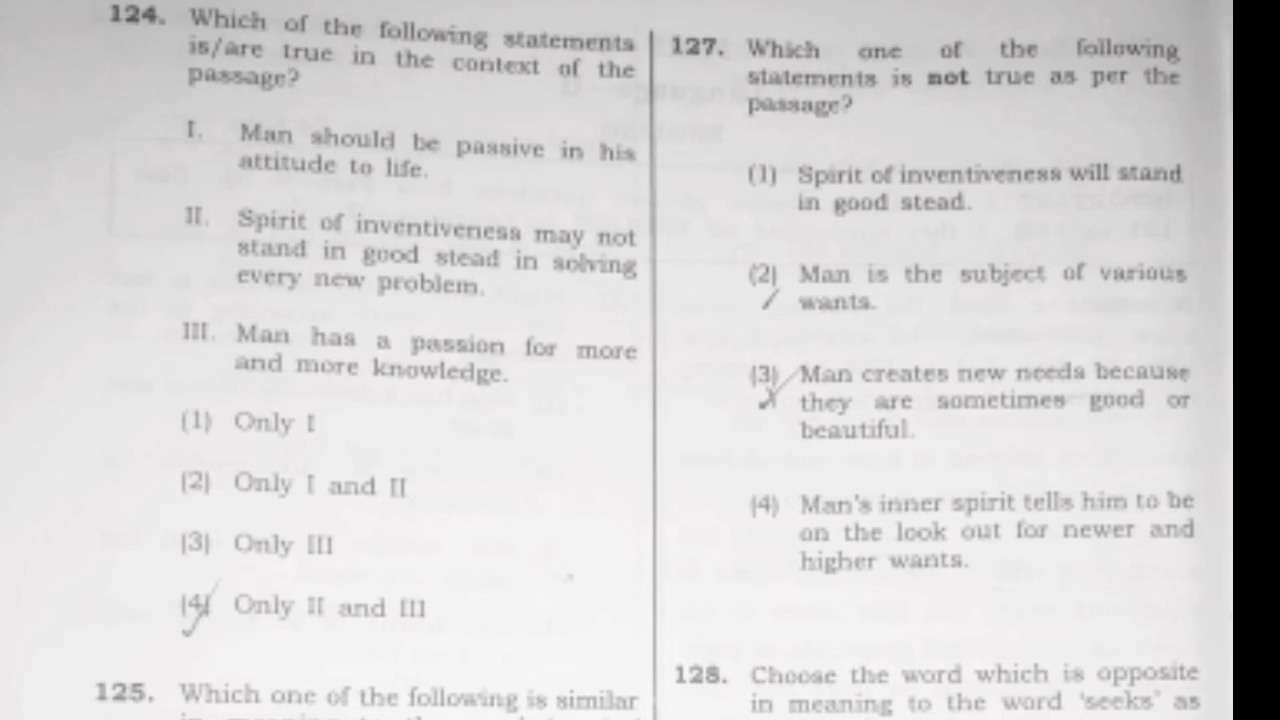 124. Which of the following statements
is/are true in the context of the
passage?
I. Man should be passive in his
attitude to life.
II. Spirit of inventiveness may not
stand in good stead in solving
every new problem.
III. Man has a passion for more
and more knowledge.
(1) Only I
(2) Only I and II
(3) Only III
(4) Only II and III
125. Which one of the following is similar
127. Which one of the following
statements is not true as per the
passage?
(1) Spirit of inventiveness will stand
in good stead.
(2) Man is the subject of various
wants.
(3) Man creates new needs because
they are sometimes good or
beautiful.
(4) Man's inner spirit tells him to be
on the look out for newer and
higher wants.
128. Choose the word which is opposite
in meaning to the word 'seeks' as